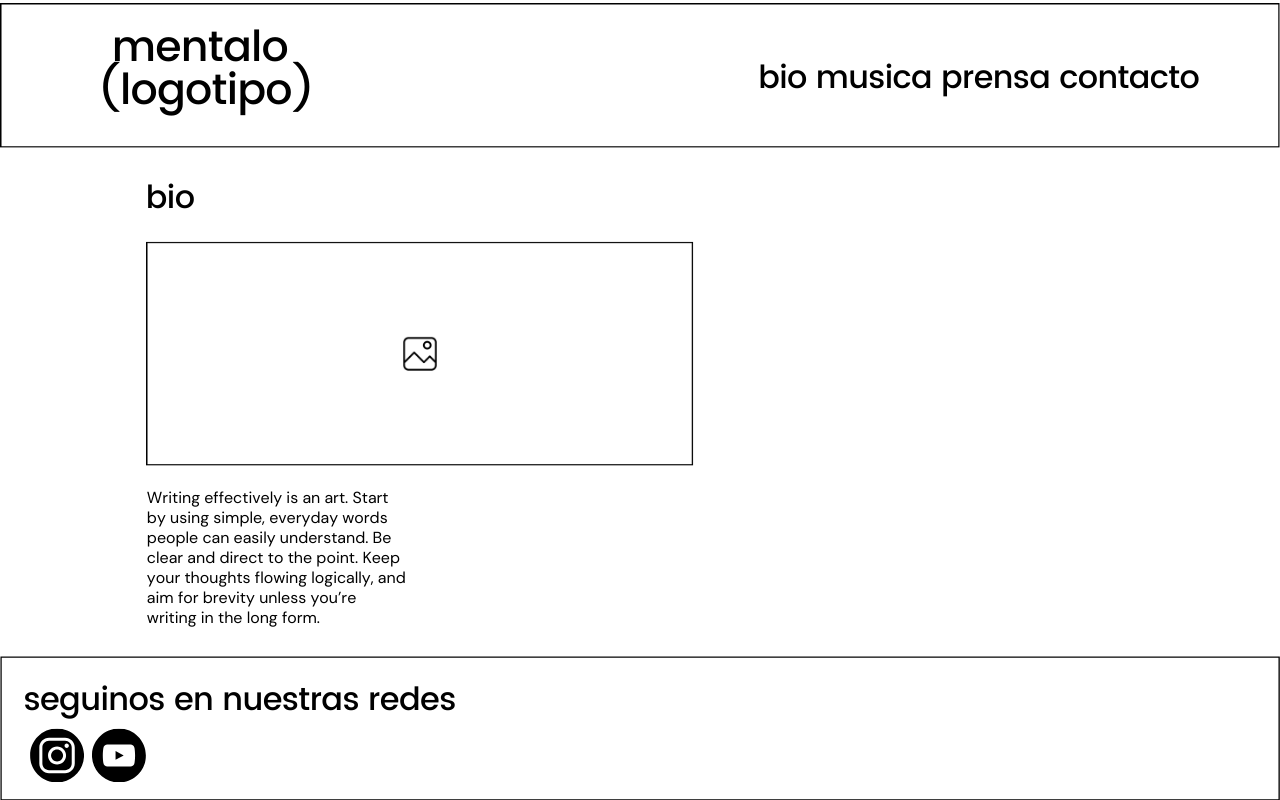 mentalo
(logotipo)
bio musica prensa contacto
bio
Writing effectively is an art. Start
by using simple, everyday words
people can easily understand. Be
clear and direct to the point. Keep
your thoughts flowing logically, and
aim for brevity unless you’re
writing in the long form.
seguinos en nuestras redes